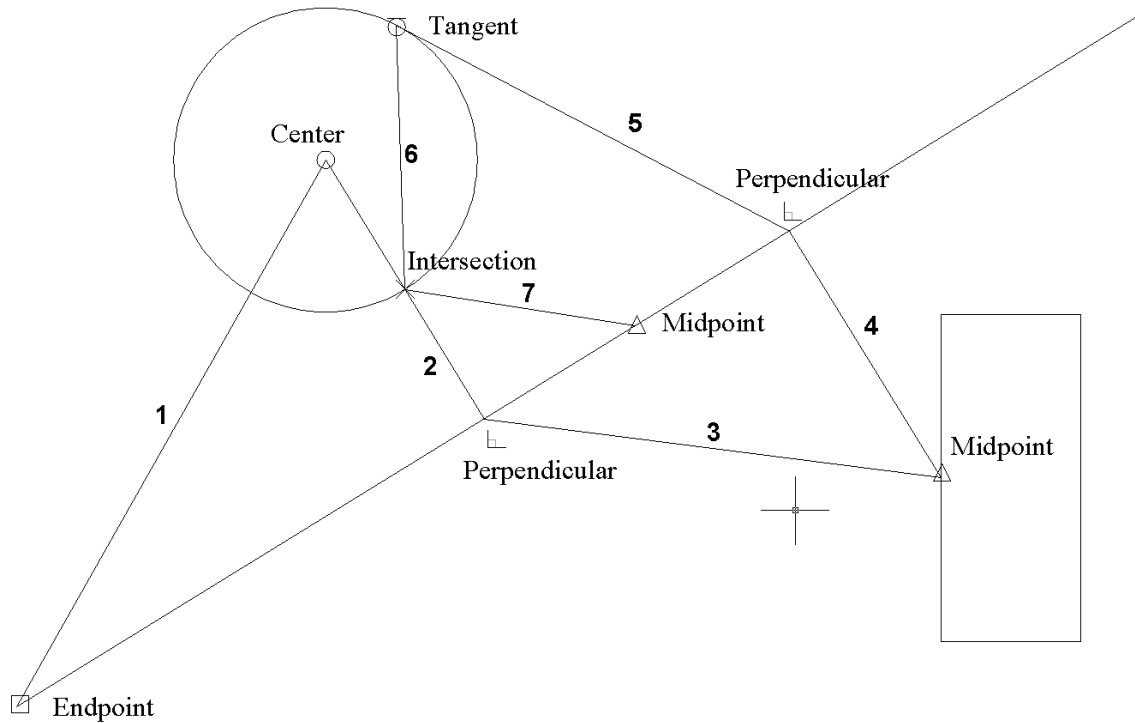 Tangent
5
Center
6
Perpendicular
Intersection
7
Midpoint
4
2
1
3
Midpoint
Perpendicular
Endpoint